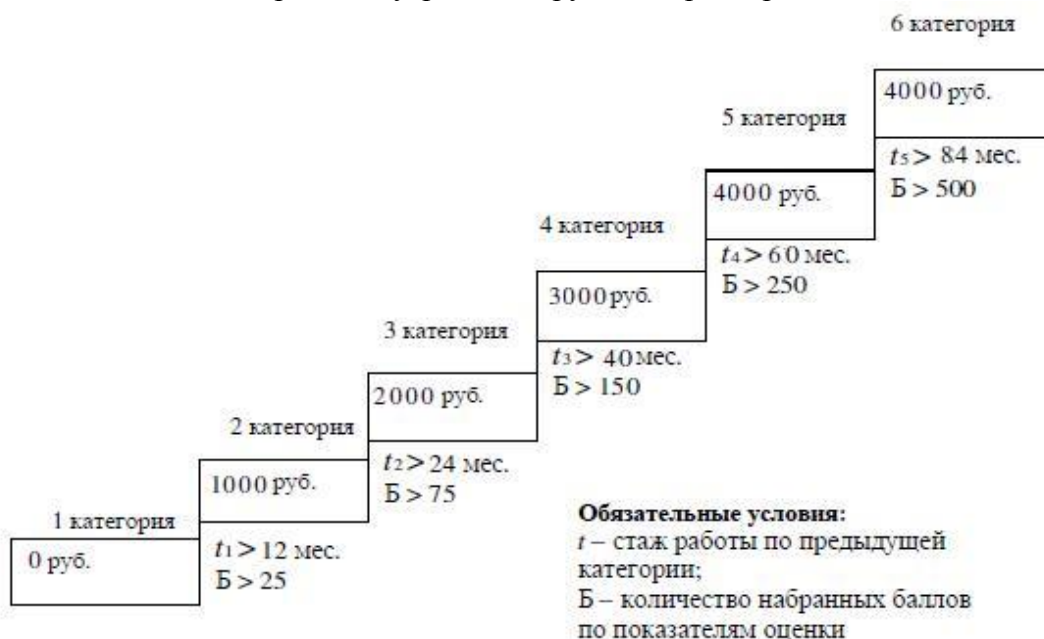 6 категория
4000 руб.
t5 > 84 мес.
Б > 500
5 категория
4000 руб.
t4 > 60 мес.
Б > 250
4 категория
3000 руб.
t3 > 40 мес.
Б > 150
3 категория
2000 руб.
t2 > 24 мес.
Б > 75
2 категория
1000 руб.
t1 > 12 мес.
Б > 25
1 категория
0 руб.
Обязательные условия:
t – стаж работы по предыдущей
категории;
Б – количество набранных баллов
по показателям оценки